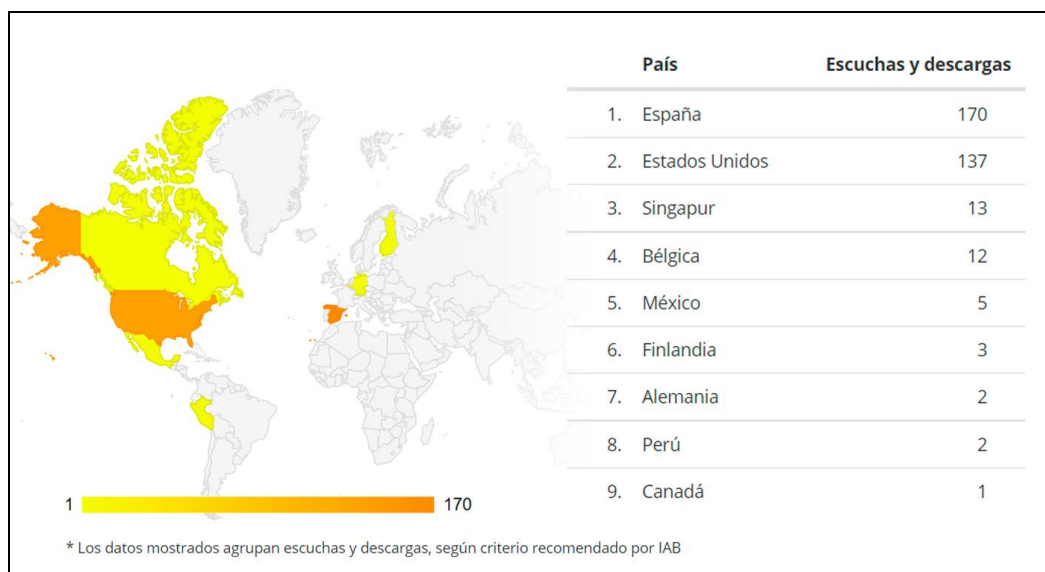 País Escuchas y descargas
1. España 170
2. Estados Unidos 137
3. Singapur 13
4. Bélgica 12
5. México 5
6. Finlandia 3
7. Alemania 2
8. Perú 2
9. Canadá 1
1 170
* Los datos mostrados agrupan escuchas y descargas, según criterio recomendado por IAB